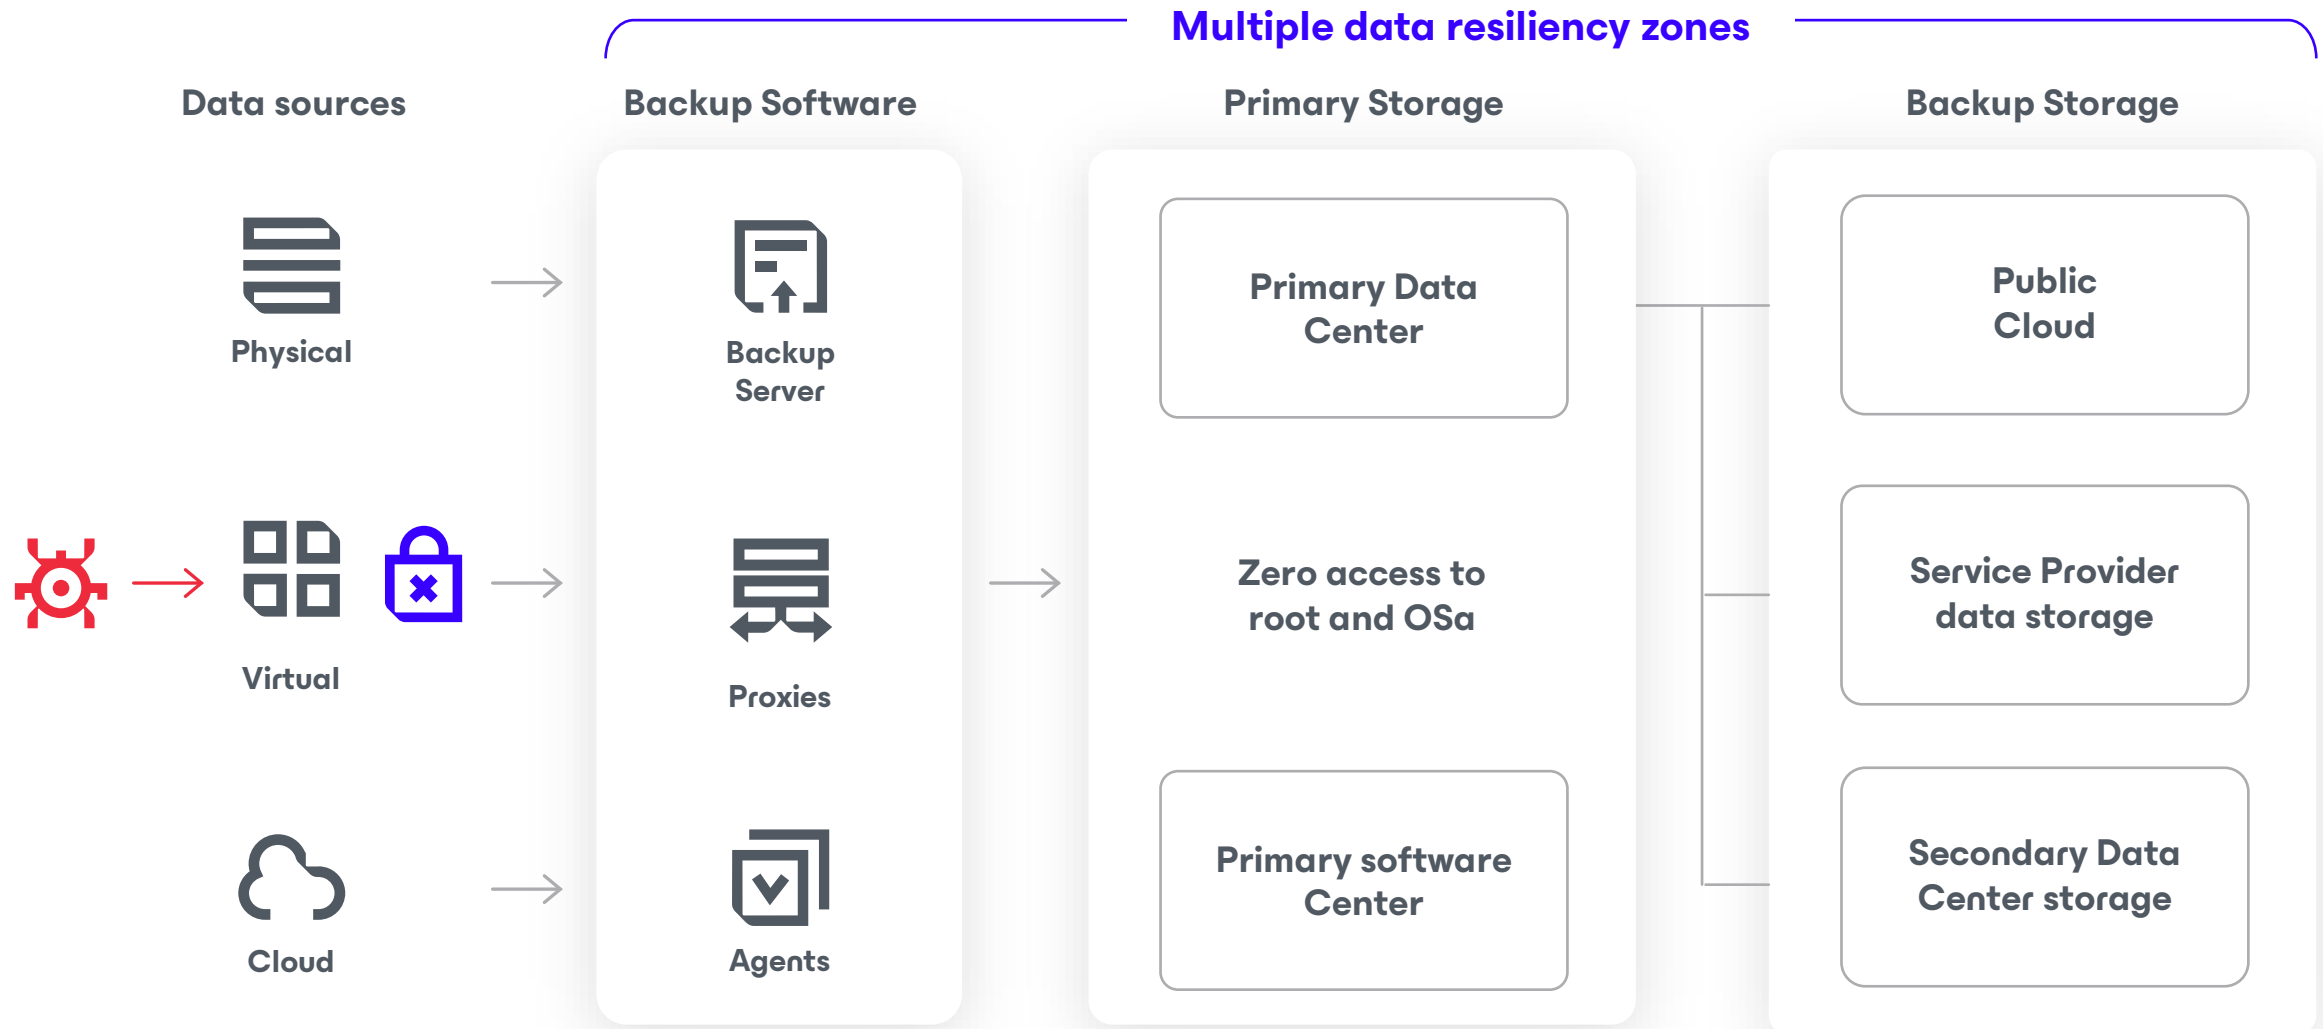 Multiple data resiliency zones
Data sources
Backup Software
Primary Storage
Backup Storage
Physical
Virtual
Cloud
Backup
Server
Proxies
Agents
Primary Data
Center
Zero access to
root and OSa
Primary software
Center
Public
Cloud
Service Provider
data storage
Secondary Data
Center storage